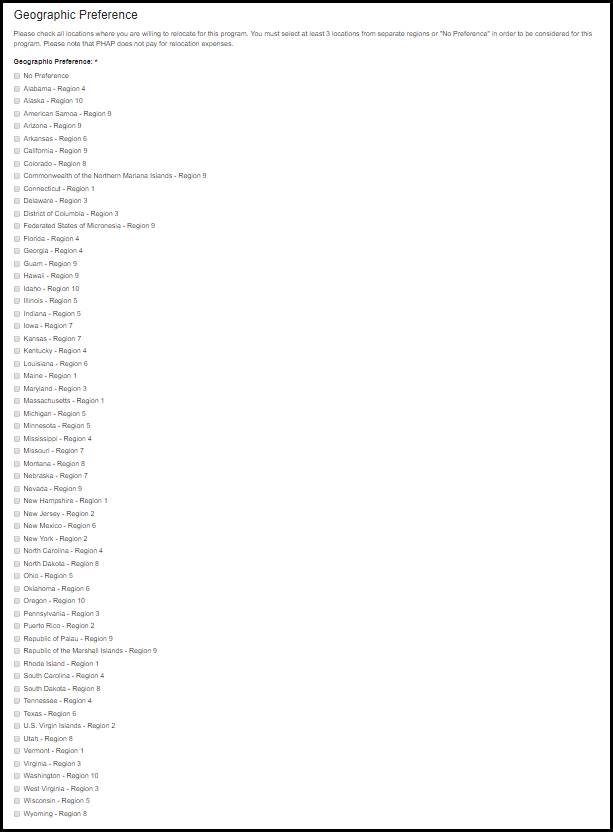 Geographic Preference
Please check all locations where you are willing to relocate for this program. You must select at least 3 locations from separate regions or "No Preference" in order to be considered for this
program. Please note that PHAP does not pay for relocation expenses.
Geographic Preference: *
No Preference
Alabama - Region 4
Alaska - Region 10
American Samoa - Region 9
Arizona - Region 9
Arkansas - Region 6
California - Region 9
Colorado - Region 8
Commonwealth of the Northern Mariana Islands - Region 9
Connecticut - Region 1
Delaware - Region 3
District of Columbia - Region 3
Federated States of Micronesia - Region 9
Florida - Region 4
Georgia - Region 4
Guam - Region 9
Hawaii - Region 9
Idaho - Region 10
Illinois - Region 5
Indiana - Region 5
Iowa - Region 7
Kansas - Region 7
Kentucky - Region 4
Louisiana - Region 6
Maine - Region 1
Maryland - Region 3
Massachusetts - Region 1
Michigan - Region 5
Minnesota - Region 5
Mississippi - Region 4
Missouri - Region 7
Montana - Region 8
Nebraska - Region 7
Nevada - Region 9
New Hampshire - Region 1
New Jersey - Region 2
New Mexico - Region 6
New York - Region 2
North Carolina - Region 4
North Dakota - Region 8
Ohio - Region 5
Oklahoma - Region 6
Oregon - Region 10
Pennsylvania - Region 3
Puerto Rico - Region 2
Republic of Palau - Region 9
Republic of the Marshall Islands - Region 9
Rhode Island - Region 1
South Carolina - Region 4
South Dakota - Region 8
Tennessee - Region 4
Texas - Region 6
U.S. Virgin Islands - Region 2
Utah - Region 8
Vermont - Region 1
Virginia - Region 3
Washington - Region 10
West Virginia - Region 3
Wisconsin - Region 5
Wyoming - Region 8